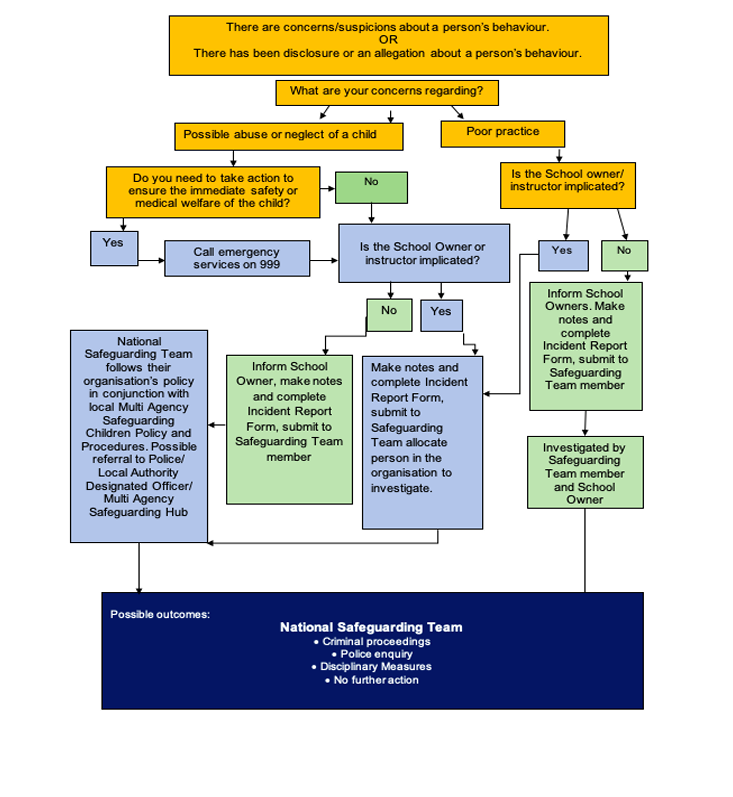 There are concerns/suspicions about a person's behaviour.
OR
There has been disclosure or an allegation about a person's behaviour.
What are your concerns regarding?
Possible abuse or neglect of a child
Poor practice
Do you need to take action to
ensure the immediate safety or
medical welfare of the child?
No
Is the School owner/
instructor implicated?
Yes
Call emergency
services on 999
Is the School Owner or
instructor implicated?
Yes
No
No
Yes
Inform School
Owners. Make
notes and
complete
Incident Report
Form, submit to
Safeguarding
Team member
National
Safeguarding Team
follows their
organisation's policy
in conjunction with
local Multi Agency
Safeguarding
Children Policy and
Procedures. Possible
referral to Police/
Local Authority
Designated Officer/
Multi Agency
Safeguarding Hub
Inform School
Owner, make notes
and complete
Incident Report
Form, submit to
Safeguarding Team
member
Make notes and
complete Incident
Report Form,
submit to
Safeguarding
Team allocate
person in the
organisation to
investigate.
Investigated by
Safeguarding
Team member
and School
Owner
Possible outcomes:
National Safeguarding Team
• Criminal proceedings
• Police enquiry
• Disciplinary Measures
• No further action